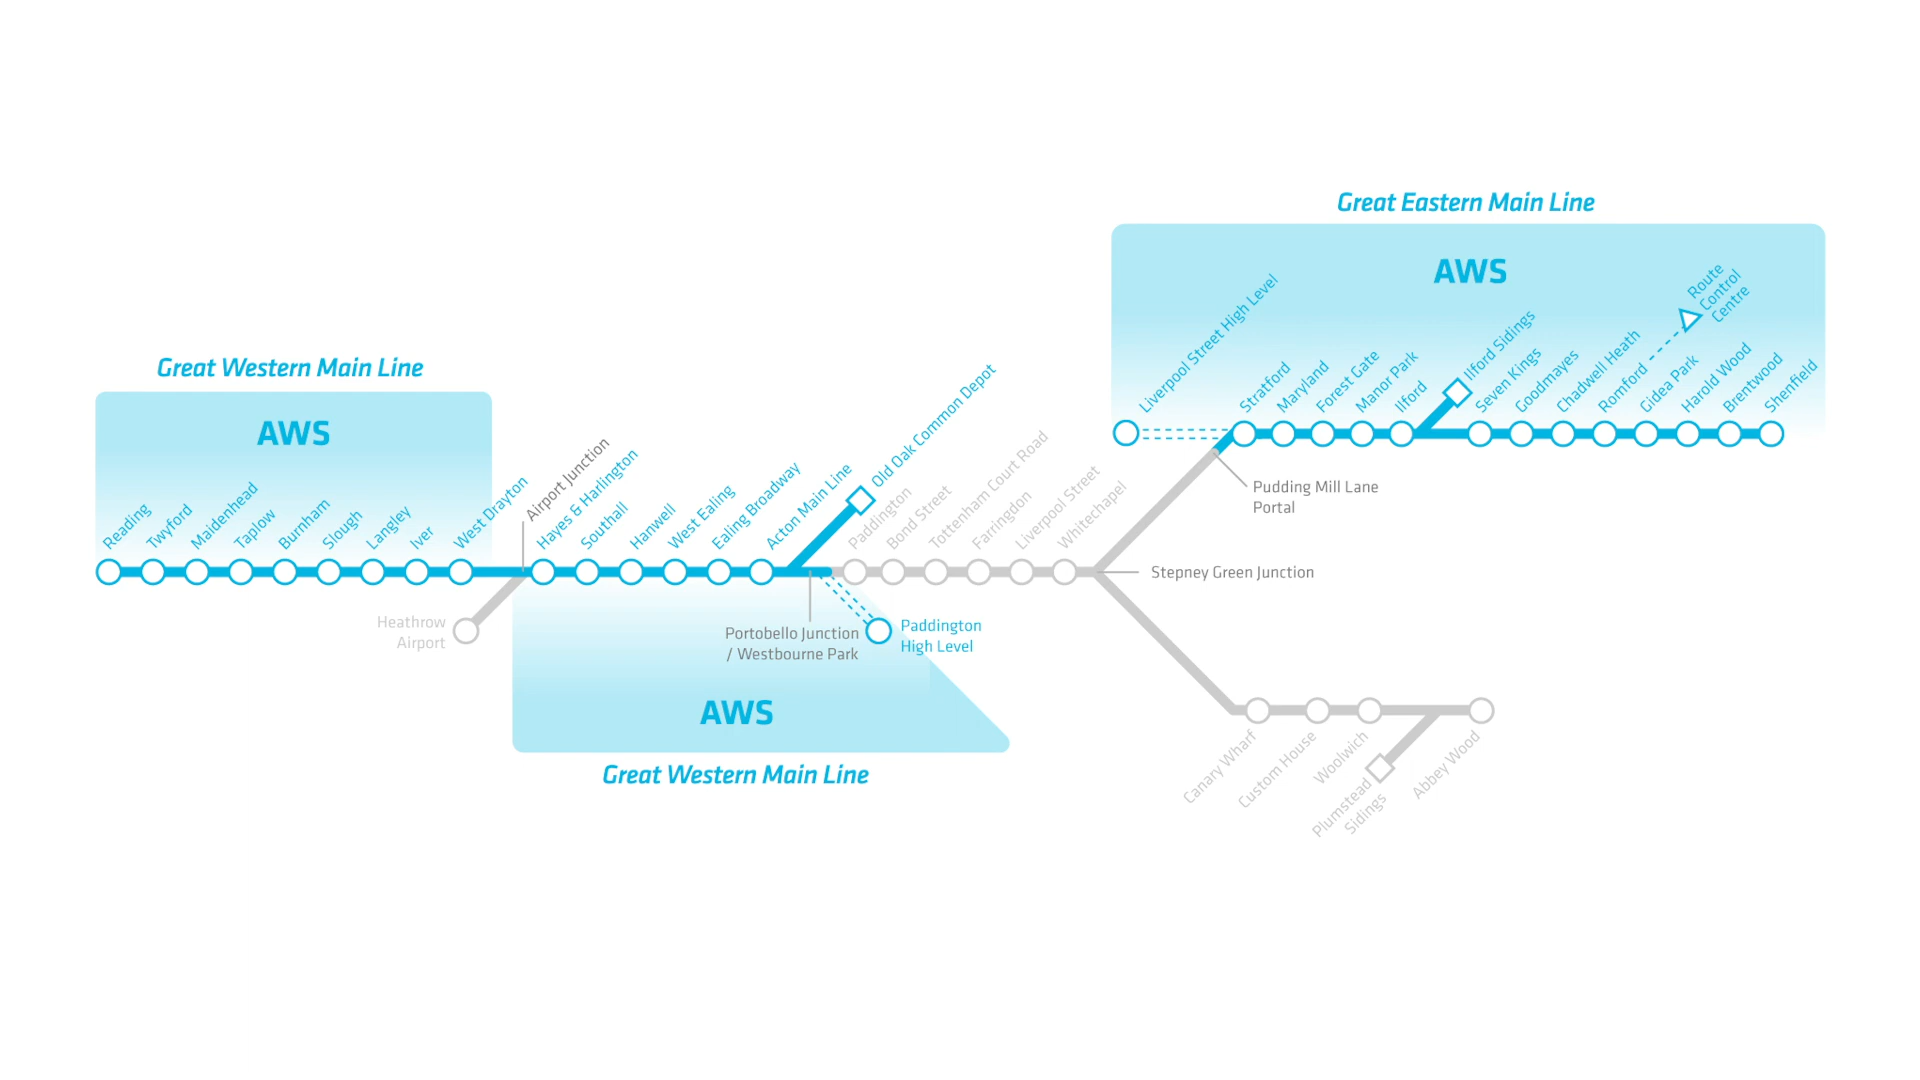 Great Eastern Main Line
AWS
Liverpool Street High Level
Stratford
Maryland
Forest Gate
Manor Park
Ilford
Ilford Sidings
Seven Kings
Goodmayes
Chadwell Heath
Romford
Route
Control
Centre
Gidea Park
Harold Wood
Brentwood
Shenfield
Pudding Mill Lane
Portal
Great Western Main Line
AWS
Reading
Twyford
Maidenhead
Taplow
Burnham
Slough
Langley
Iver
West Drayton
Airport Junction
Hayes & Harlington
Southall
Hanwell
West Ealing
Ealing Broadway
Acton Main Line
Old Oak Common Depot
Paddington
Bond Street
Tottenham Court Road
Farringdon
Liverpool Street
Whitechapel
Stepney Green Junction
Heathrow
Airport
Portobello Junction
/ Westbourne Park
Paddington
High Level
AWS
Great Western Main Line
Canary Wharf
Custom House
Woolwich
Plumstead
Sidings
Abbey Wood